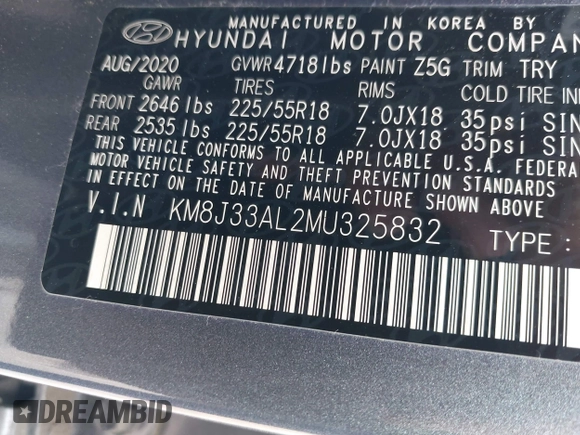 MANUFACTURED IN KOREA BY
HYUNDAI MOTOR COMPAN
AUG/2020 GVWR 4718lbs PAINT Z5G TRIM TRY
GAWR TIRES RIMS COLD TIRE IN
FRONT 2646 lbs 225/55R18 7.0JX18 35psi SIN
REAR 2535 lbs 225/55R18 7.0JX18 35psi SIN
THIS VEHICLE CONFORMS TO ALL APPLICABLE U.S.A. FEDERA
MOTOR VEHICLE SAFETY AND THEFT PREVENTION STANDARDS
IN EFFECT ON THE DATE OF MANUFACTURE SHOWN ABOVE
V.I.N KM8J33AL2MU325832 TYPE :
DREAMBID